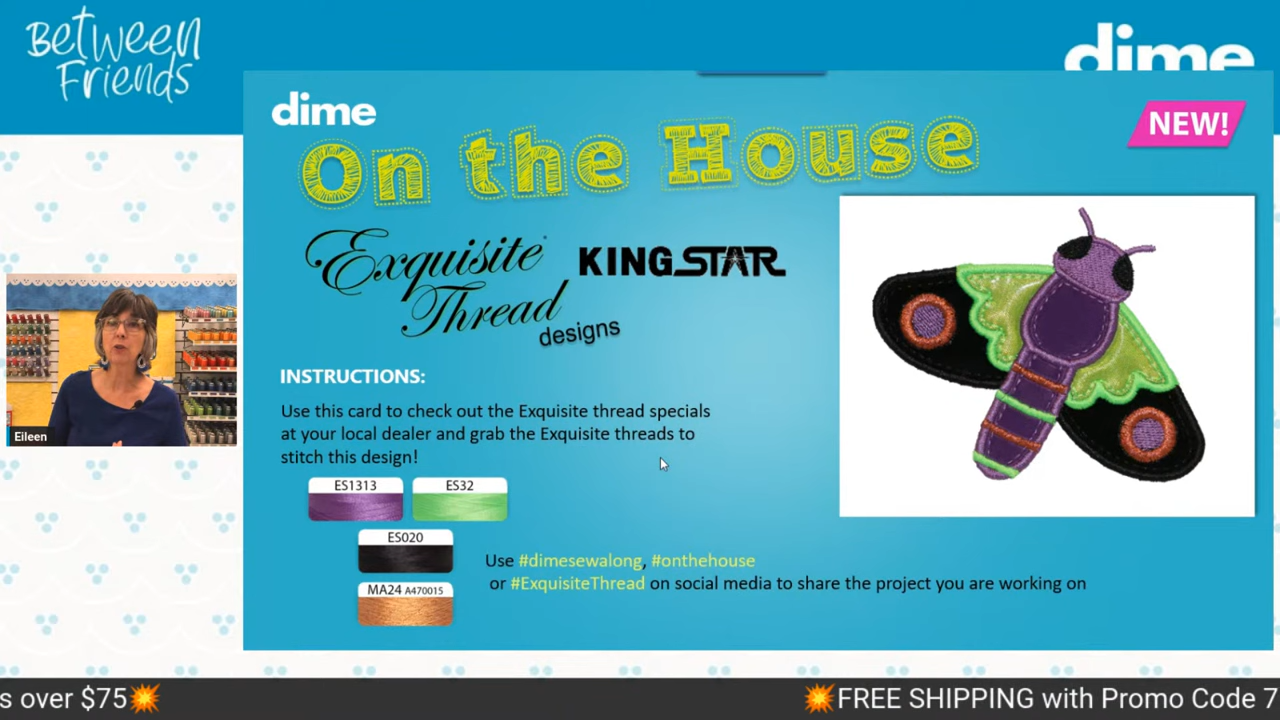 Between
Friends
dime
dime
On the House
NEW!
Exquisite
Thread
designs
KINGSTAR
INSTRUCTIONS:
Use this card to check out the Exquisite thread specials
at your local dealer and grab the Exquisite threads to
stitch this design!
ES1313
ES32
ES020
MA24 A470015
Use #dimesewalong, #onthehouse
or #ExquisiteThread on social media to share the project you are working on
Eileen
s over $75💥
💥FREE SHIPPING with Promo Code 7